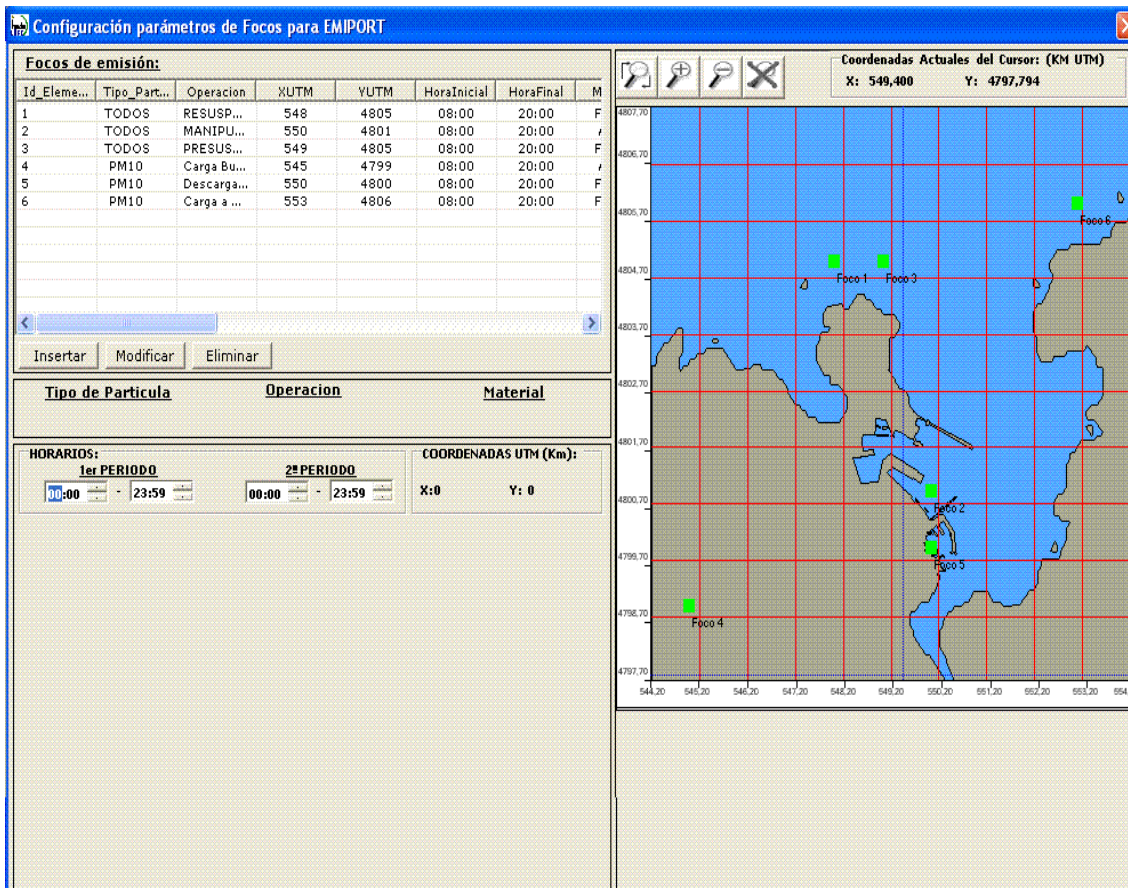 Configuración parámetros de Focos para EMIPORT
Focos de emisión:
Id_Eleme... Tipo_Part... Operacion XUTM YUTM HoraInicial HoraFinal M
1 TODOS RESUSP... 548 4805 08:00 20:00 F
2 TODOS MANIPU... 550 4801 08:00 20:00
3 TODOS PRESUS... 549 4805 08:00 20:00 F
4 PM10 Carga Bu... 545 4799 08:00 20:00
5 PM10 Descarga... 550 4800 08:00 20:00 F
6 PM10 Carga a ... 553 4806 08:00 20:00 F
Insertar Modificar Eliminar
Tipo de Particula Operacion Material
HORARIOS:
1er PERIODO 2º PERIODO
00:00 - 23:59 00:00 - 23:59
COORDENADAS UTM (Km):
X:0 Y: 0
Coordenadas Actuales del Cursor: (KM UTM)
X: 549,400 Y: 4797,794
4807,70
4806,70
4805,70
4804,70
4803,70
4802,70
4801,70
4800,70
4799,70
4798,70
4797,70
Foco 6
Foco 1 Foco 3
Foco 2
Foco 5
Foco 4
544,20 545,20 546,20 547,20 548,20 549,20 550,20 551,20 552,20 553,20 554,